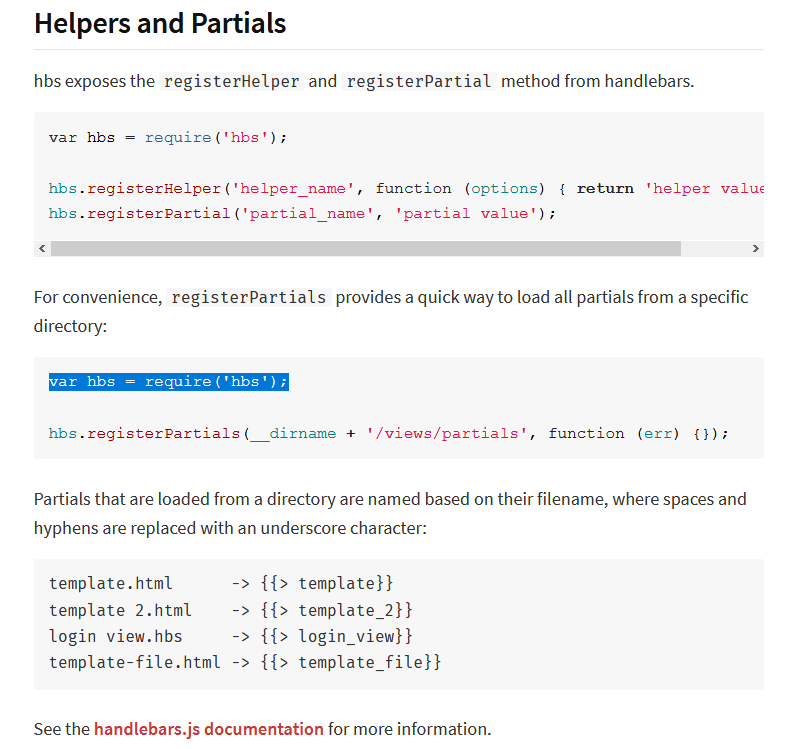 Helpers and Partials
hbs exposes the registerHelper and registerPartial method from handlebars.
var hbs = require('hbs');
hbs.registerHelper('helper_name', function (options) { return 'helper value
hbs.registerPartial('partial_name', 'partial value');
For convenience, registerPartials provides a quick way to load all partials from a specific
directory:
var hbs = require('hbs');
hbs.registerPartials(__dirname + '/views/partials', function (err) {});
Partials that are loaded from a directory are named based on their filename, where spaces and
hyphens are replaced with an underscore character:
template.html      -> {{> template}}
template 2.html    -> {{> template_2}}
login view.hbs     -> {{> login_view}}
template-file.html -> {{> template_file}}
See the handlebars.js documentation for more information.